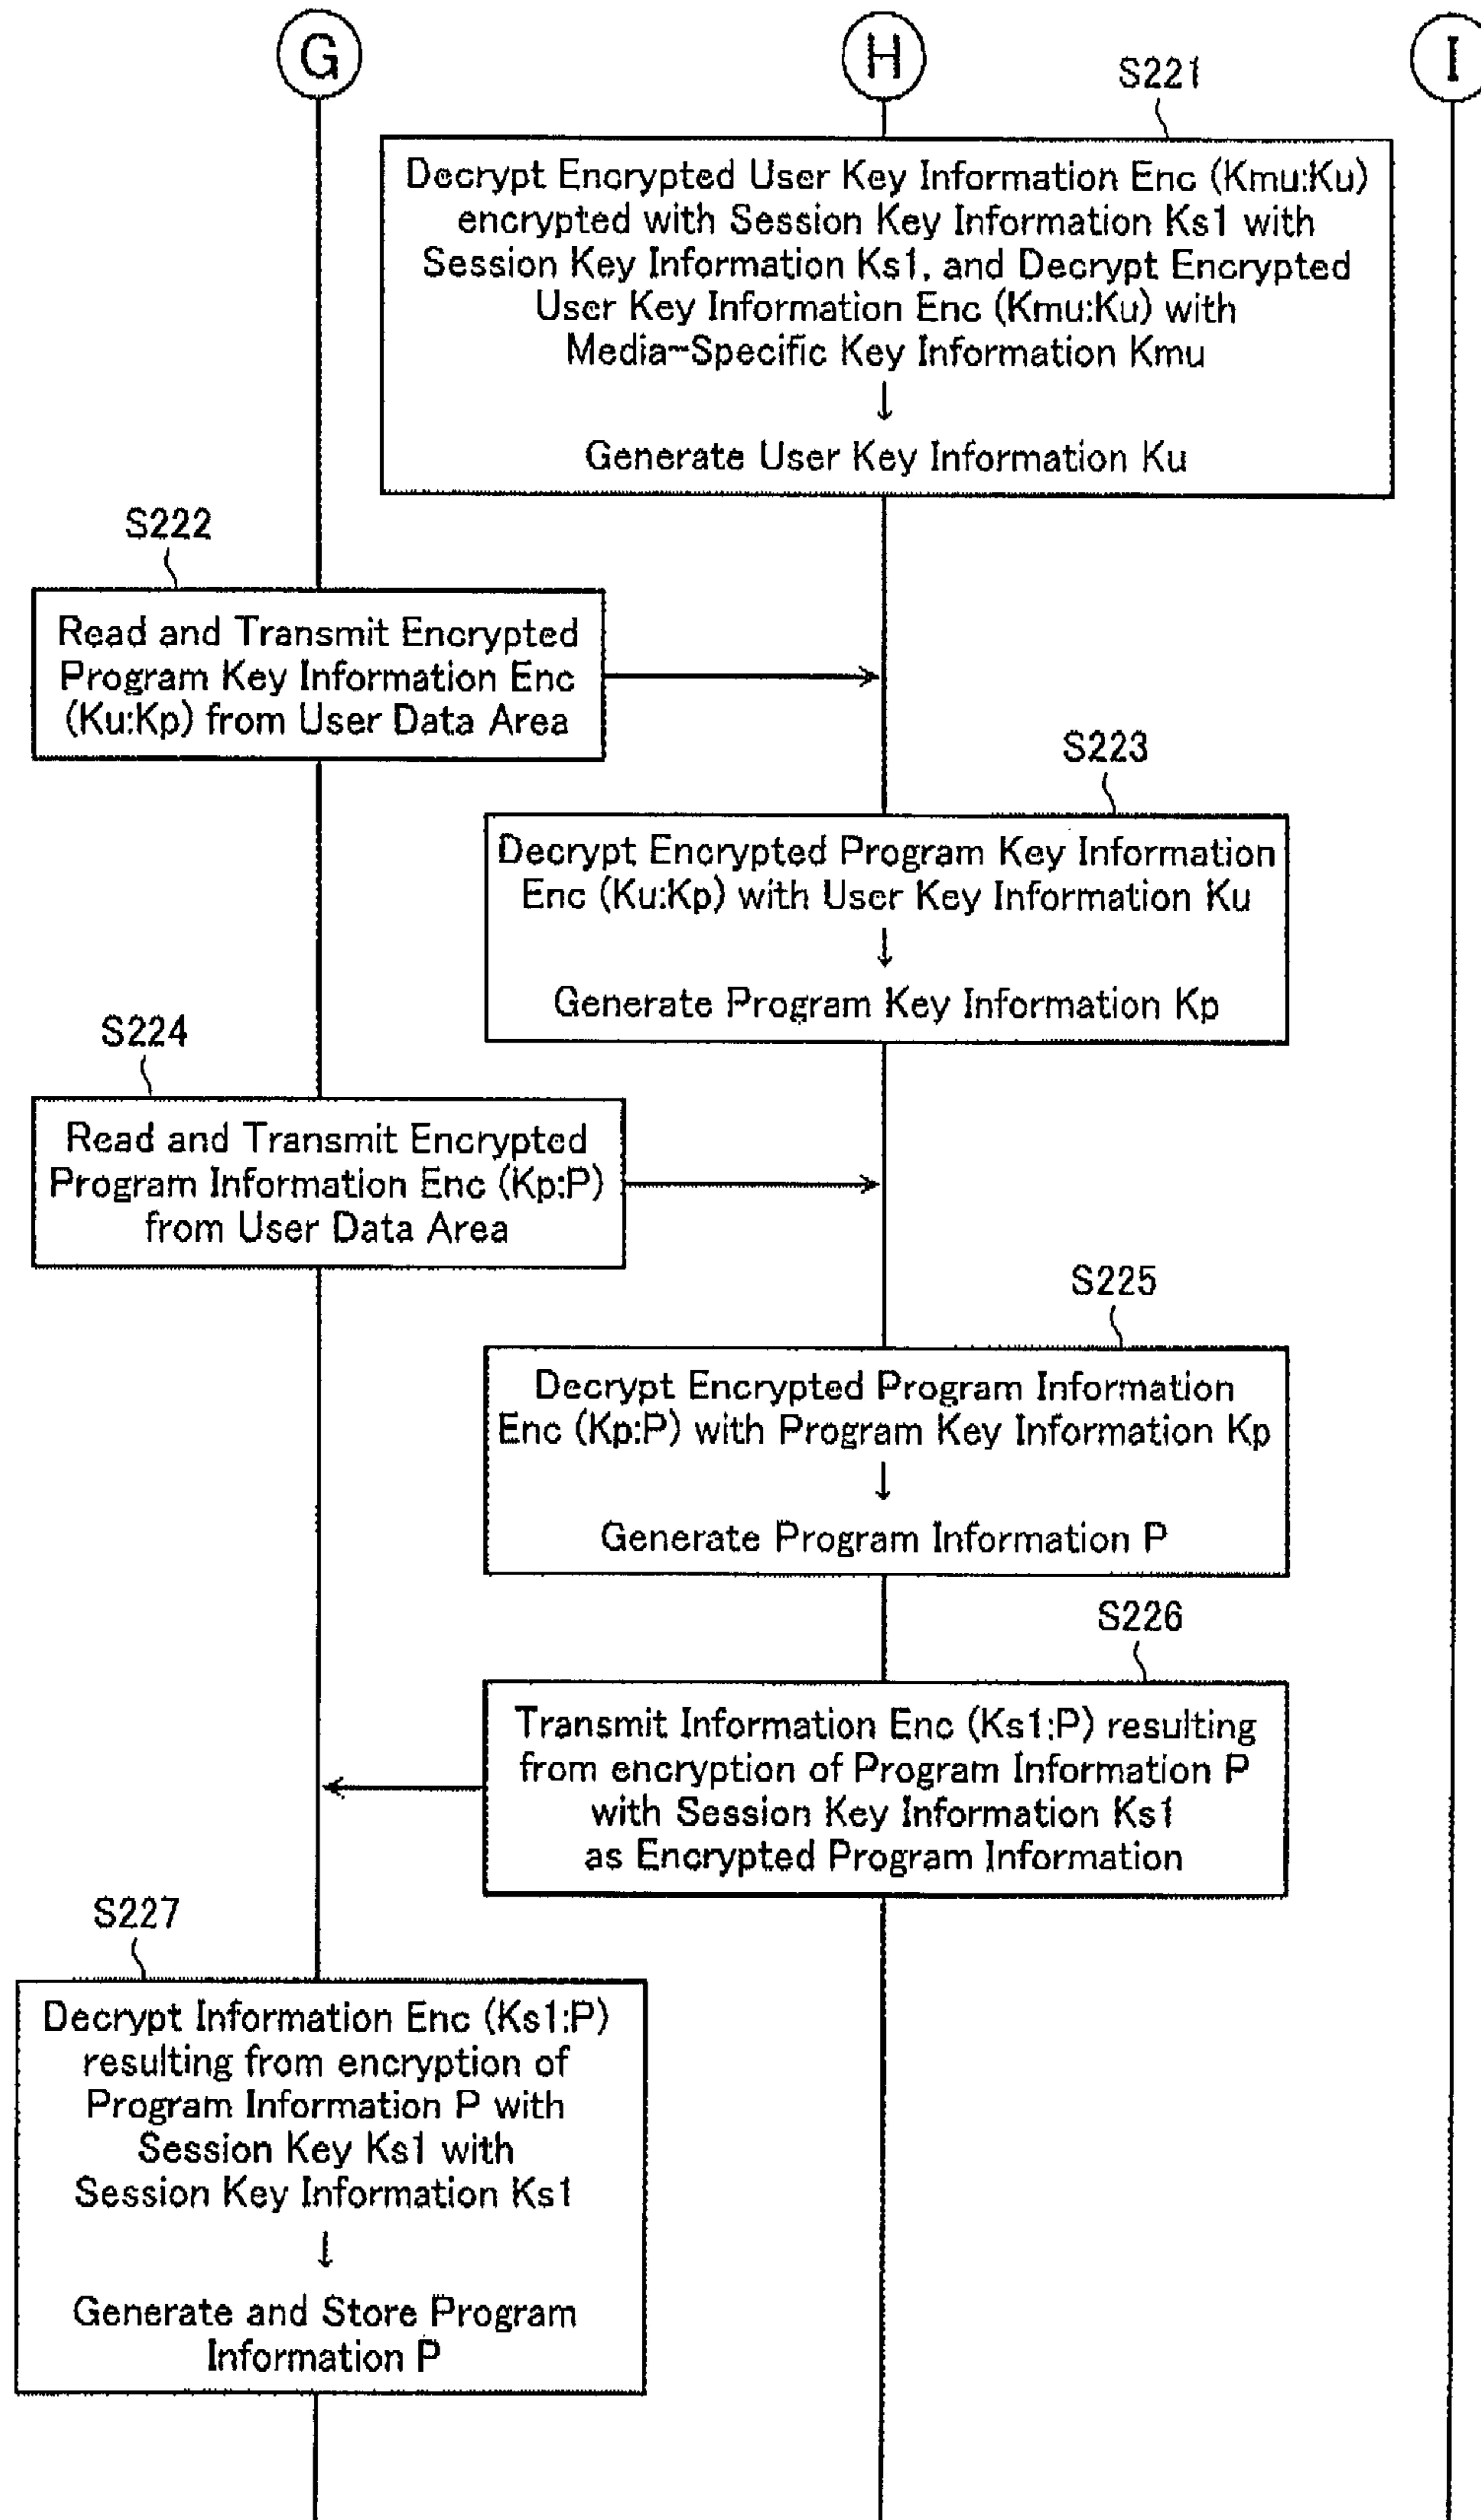 G
H
I
S221
Decrypt Encrypted User Key Information Enc (Kmu:Ku)
encrypted with Session Key Information Ks1 with
Session Key Information Ks1, and Decrypt Encrypted
User Key Information Enc (Kmu:Ku) with
Media-Specific Key Information Kmu
↓
Generate User Key Information Ku
S222
Read and Transmit Encrypted
Program Key Information Enc
(Ku:Kp) from User Data Area
S223
Decrypt Encrypted Program Key Information
Enc (Ku:Kp) with User Key Information Ku
↓
Generate Program Key Information Kp
S224
Read and Transmit Encrypted
Program Information Enc (Kp:P)
from User Data Area
S225
Decrypt Encrypted Program Information
Enc (Kp:P) with Program Key Information Kp
↓
Generate Program Information P
S226
Transmit Information Enc (Ks1:P) resulting
from encryption of Program Information P
with Session Key Information Ks1
as Encrypted Program Information
S227
Decrypt Information Enc (Ks1:P)
resulting from encryption of
Program Information P with
Session Key Ks1 with
Session Key Information Ks1
↓
Generate and Store Program
Information P